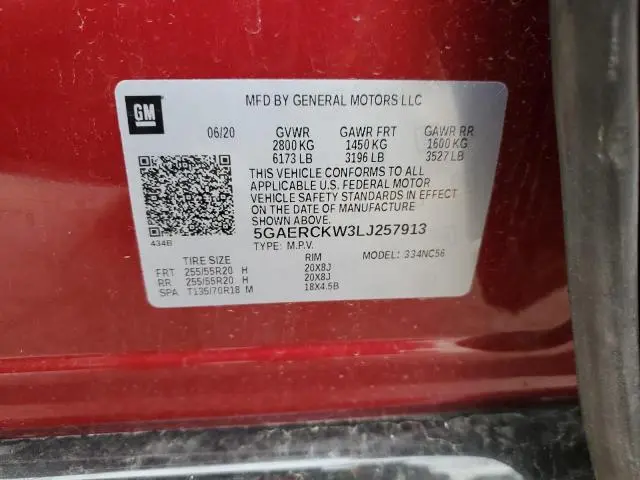 GM
MFD BY GENERAL MOTORS LLC
06/20 GVWR GAWR FRT GAWR RR
2800 KG 1450 KG 1600 KG
6173 LB 3196 LB 3527 LB
THIS VEHICLE CONFORMS TO ALL
APPLICABLE U.S. FEDERAL MOTOR
VEHICLE SAFETY STANDARDS IN EFFECT
ON THE DATE OF MANUFACTURE
SHOWN ABOVE.
5GAERCKW3LJ257913
434B
TYPE: M.P.V. MODEL: 334NC56
TIRE SIZE RIM
FRT 255/55R20 H 20X8J
RR 255/55R20 H 20X8J
SPA T135/70R18 M 18X4.5B